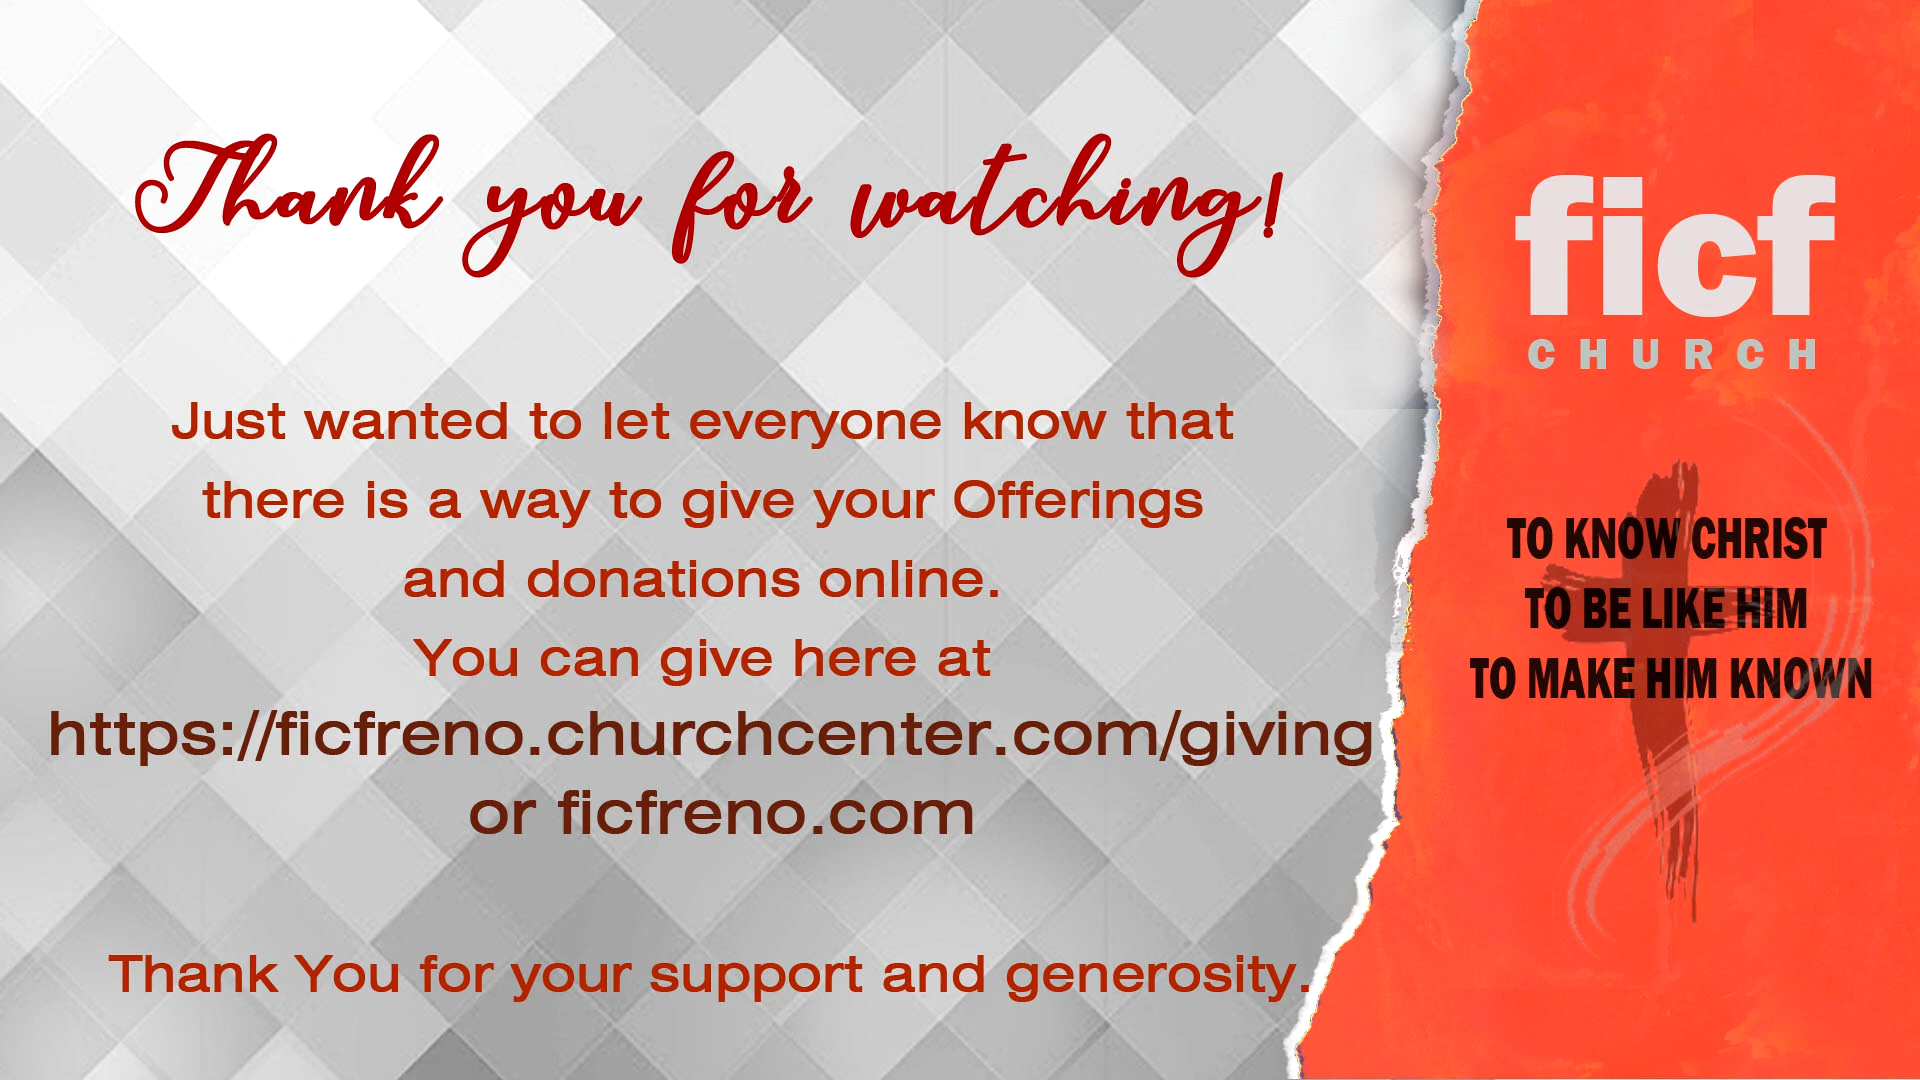 Thank you for watching!
Just wanted to let everyone know that
there is a way to give your Offerings
and donations online.
You can give here at
https://ficfreno.churchcenter.com/giving
or ficfreno.com
Thank You for your support and generosity.
ficf
CHURCH
TO KNOW CHRIST
TO BE LIKE HIM
TO MAKE HIM KNOWN